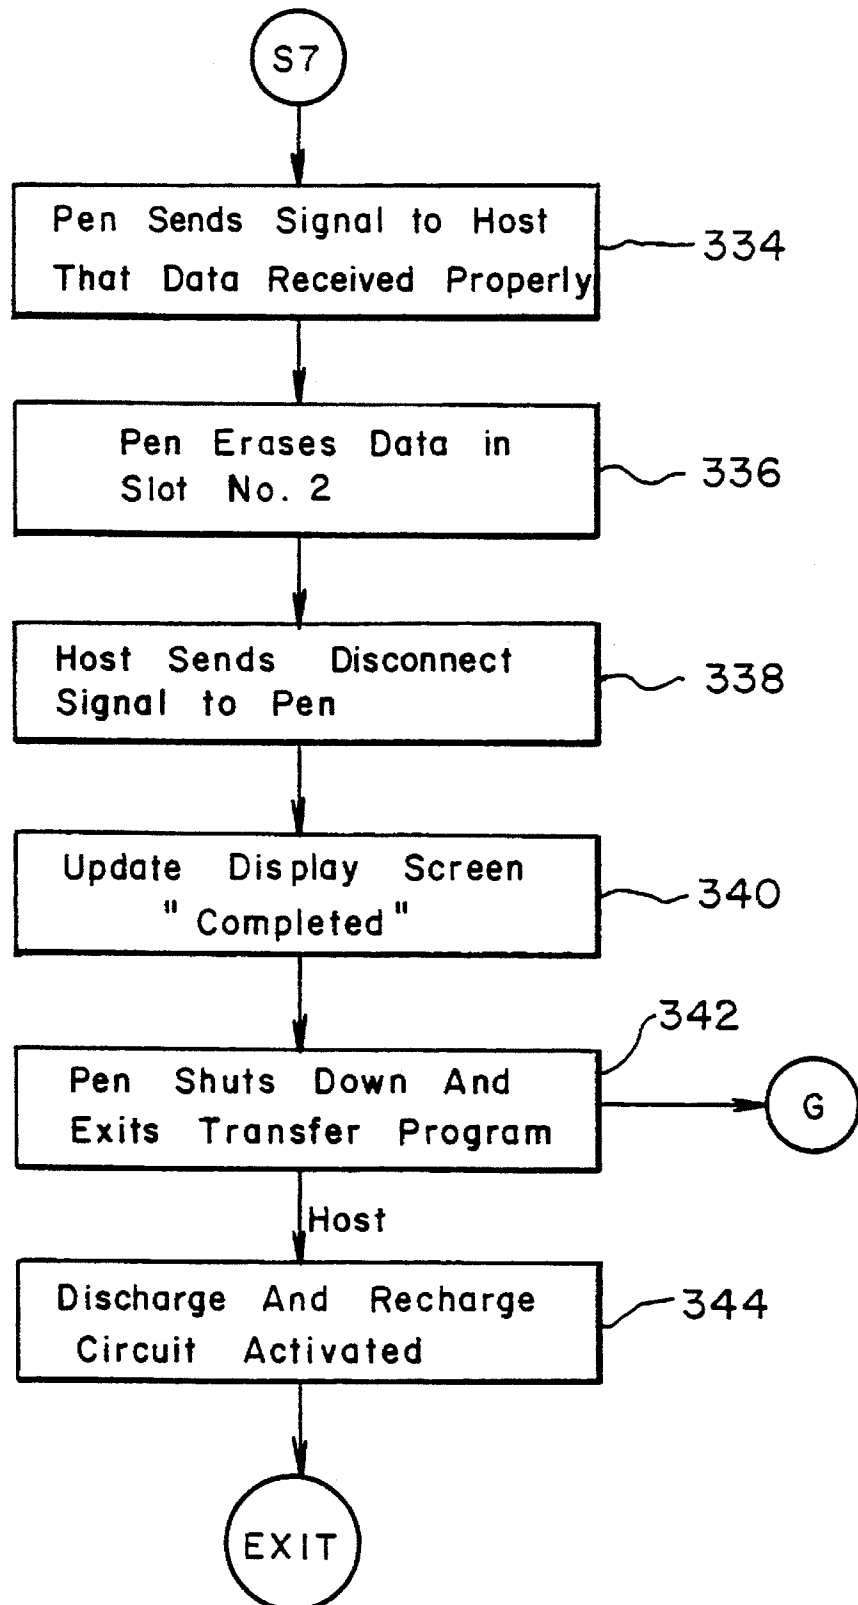 S7
Pen Sends Signal to Host
That Data Received Properly
334
Pen Erases Data in
Slot No. 2
336
Host Sends Disconnect
Signal to Pen
338
Update Display Screen
"Completed"
340
342
Pen Shuts Down And
Exits Transfer Program
G
Host
Discharge And Recharge
Circuit Activated
344
EXIT